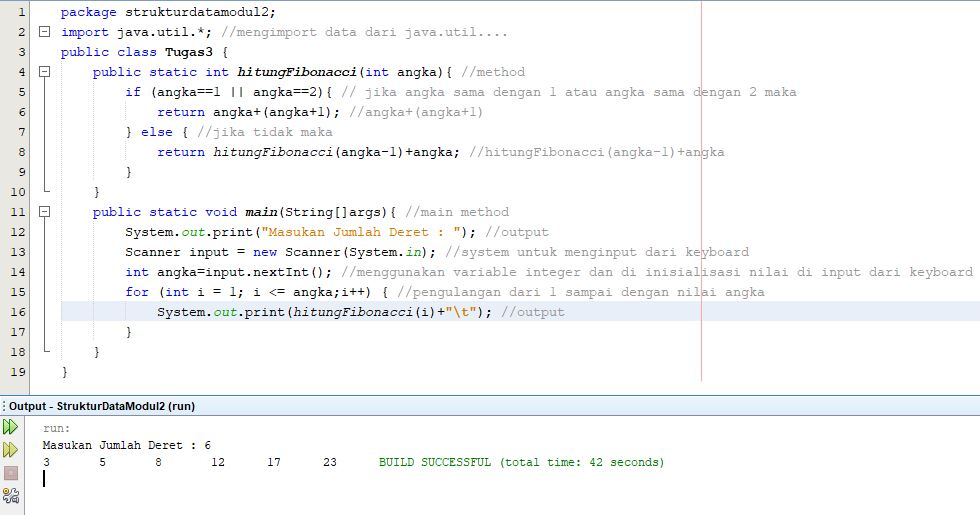 1 package strukturdatamodul2;
2 import java.util.*; //mengimport data dari java.util....
3 public class Tugas3 {
4 public static int hitungFibonacci(int angka){ //method
5 if (angka==1 || angka==2){ // jika angka sama dengan 1 atau angka sama dengan 2 maka
6 return angka+(angka+1); //angka+(angka+1)
7 } else { //jika tidak maka
8 return hitungFibonacci(angka-1)+angka; //hitungFibonacci(angka-1)+angka
9 }
10 }
11 public static void main(String[]args){ //main method
12 System.out.print("Masukan Jumlah Deret : "); //output
13 Scanner input = new Scanner(System.in); //system untuk menginput dari keyboard
14 int angka=input.nextInt(); //menggunakan variable integer dan di inisialisasi nilai di input dari keyboard
15 for (int i = 1; i <= angka;i++) { //pengulangan dari 1 sampai dengan nilai angka
16 System.out.print(hitungFibonacci(i)+"\t"); //output
17 }
18 }
19 }
Output - StrukturDataModul2 (run)
run:
Masukan Jumlah Deret : 6
3 5 8 12 17 23 BUILD SUCCESSFUL (total time: 42 seconds)